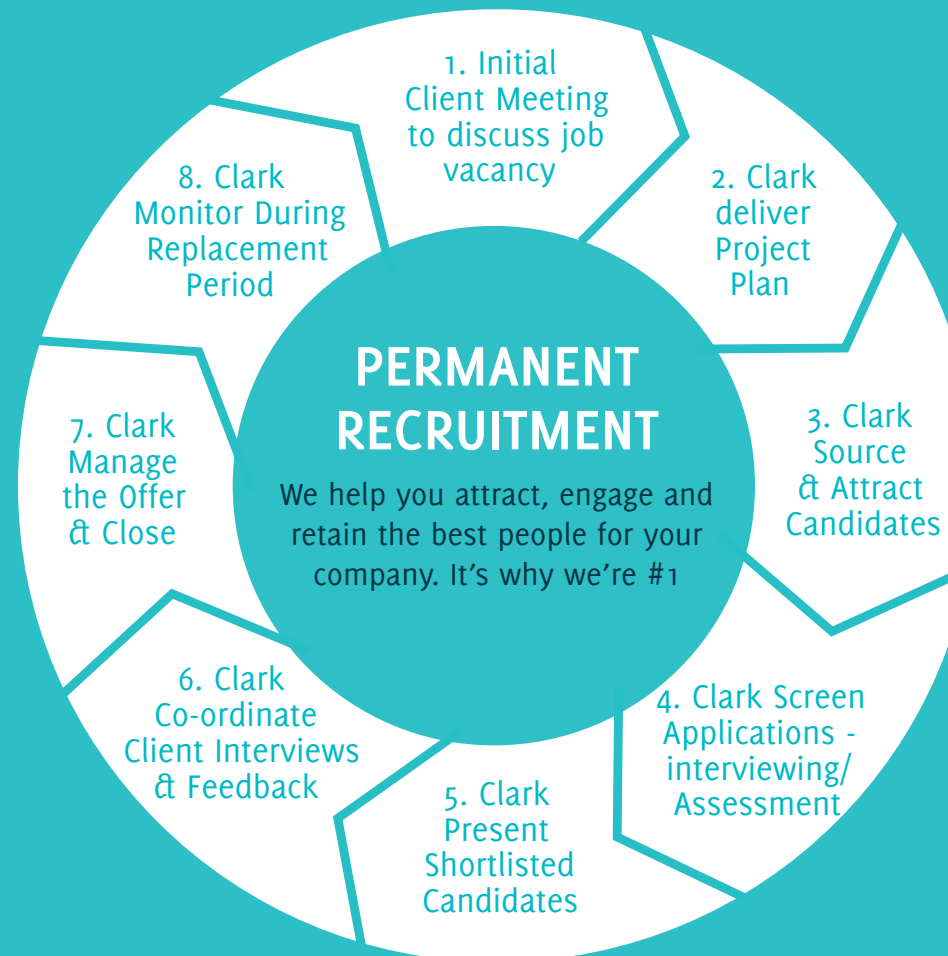 1. Initial
Client Meeting
to discuss job
vacancy
2. Clark
deliver
Project
Plan
3. Clark
Source
& Attract
Candidates
4. Clark Screen
Applications -
interviewing/
Assessment
5. Clark
Present
Shortlisted
Candidates
6. Clark
Co-ordinate
Client Interviews
& Feedback
7. Clark
Manage
the Offer
& Close
8. Clark
Monitor During
Replacement
Period
PERMANENT
RECRUITMENT
We help you attract, engage and
retain the best people for your
company. It’s why we’re #1